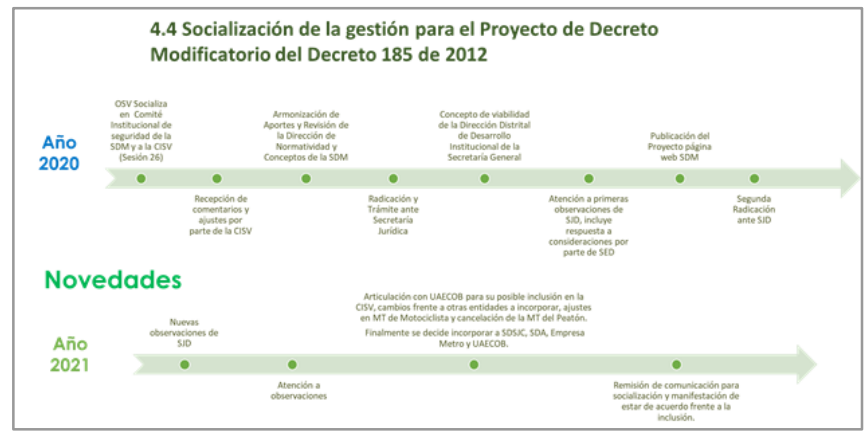 4.4 Socialización de la gestión para el Proyecto de Decreto
Modificatorio del Decreto 185 de 2012
Año
2020
OSV Socializa
en Comité
Institucional de
seguridad de la
SDM y a la CISV
(Sesión 26)
Recepción de
comentarios y
ajustes por
parte de la CISV
Armonización de
Aportes y Revisión de
la Dirección de
Normatividad y
Conceptos de la SDM
Radicación y
Trámite ante
Secretaría
Jurídica
Concepto de viabilidad
de la Dirección Distrital
de Desarrollo
Institucional de la
Secretaría General
Atención a primeras
observaciones de
SJD, incluye
respuesta a
consideraciones por
parte de SED
Publicación del
Proyecto página
web SDM
Segunda
Radicación
ante SJD
Novedades
Año
2021
Nuevas
observaciones de
SJD
Atención a
observaciones
Articulación con UAECOB para su posible inclusión en la
CISV, cambios frente a otras entidades a incorporar, ajustes
en MT de Motociclista y cancelación de la MT del Peatón.
Finalmente se decide incorporar a SDSJC, SDA, Empresa
Metro y UAECOB.
Remisión de comunicación para
socialización y manifestación de
estar de acuerdo frente a la
inclusión.